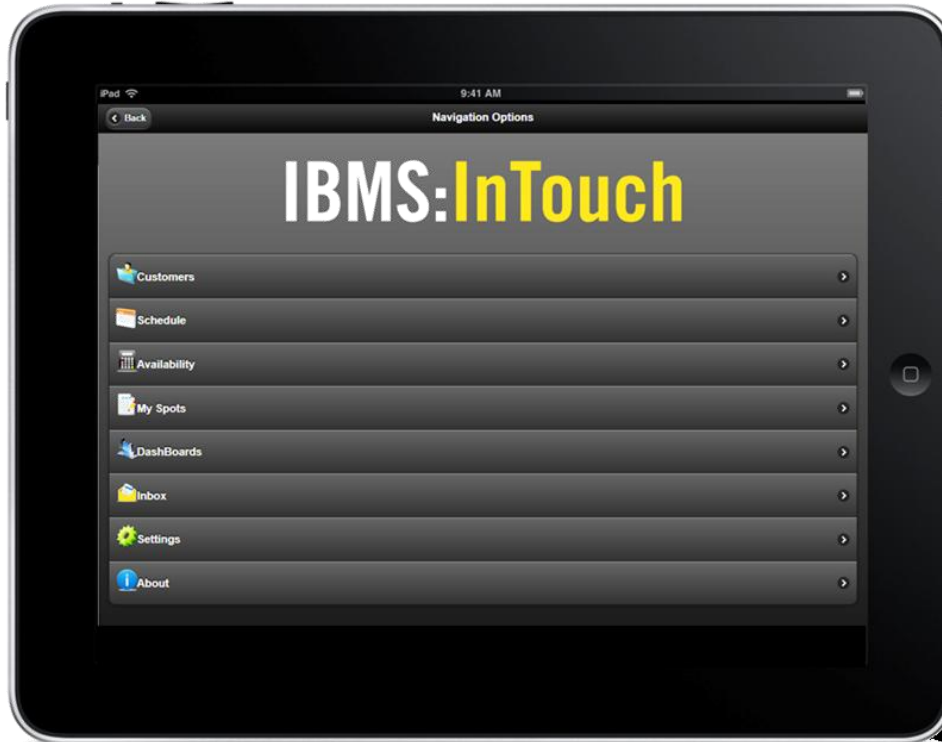 iPad 9:41 AM
Back Navigation Options
IBMS:InTouch
Customers
Schedule
Availability
My Spots
DashBoards
Inbox
Settings
About